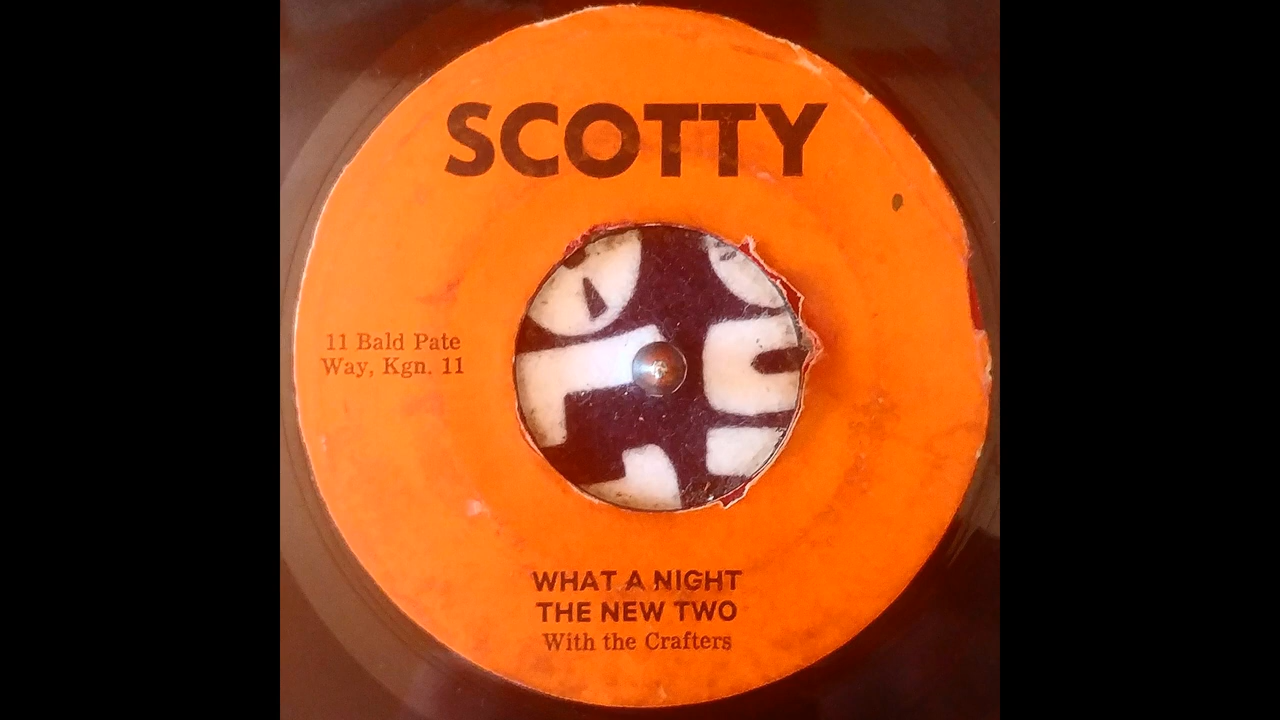 SCOTTY
11 Bald Pate
Way, Kgn. 11
WHAT A NIGHT
THE NEW TWO
With the Crafters